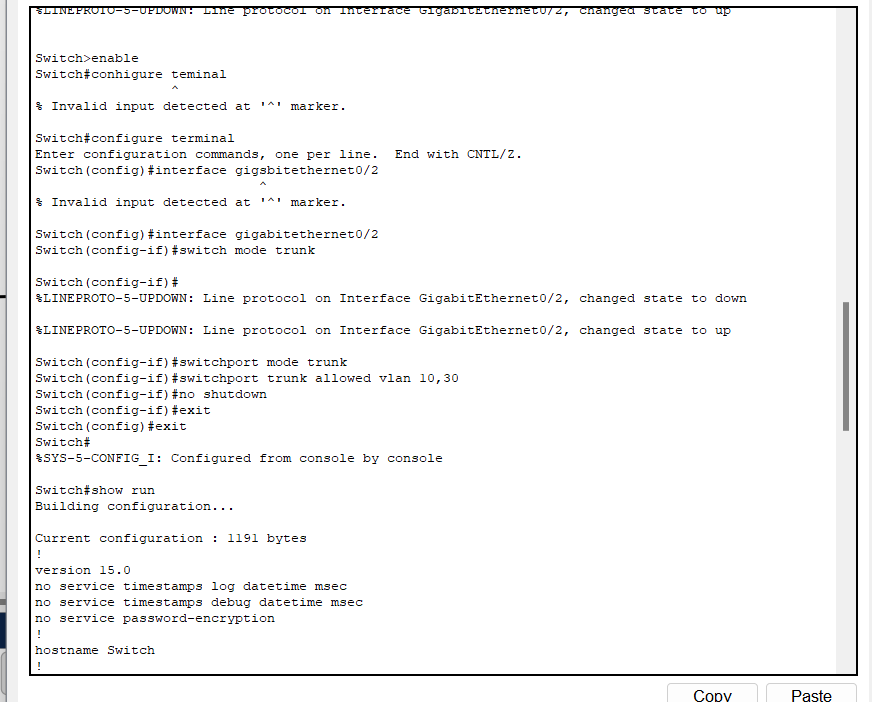 %LINEPROTO-5-UPDOWN: Line protocol on Interface GigabitEthernet0/2, changed state to up
Switch>enable
Switch#conhigure teminal
^
% Invalid input detected at '^' marker.
Switch#configure terminal
Enter configuration commands, one per line.  End with CNTL/Z.
Switch(config)#interface gigsbitethernet0/2
^
% Invalid input detected at '^' marker.
Switch(config)#interface gigabitethernet0/2
Switch(config-if)#switch mode trunk
Switch(config-if)#
%LINEPROTO-5-UPDOWN: Line protocol on Interface GigabitEthernet0/2, changed state to down
%LINEPROTO-5-UPDOWN: Line protocol on Interface GigabitEthernet0/2, changed state to up
Switch(config-if)#switchport mode trunk
Switch(config-if)#switchport trunk allowed vlan 10,30
Switch(config-if)#no shutdown
Switch(config-if)#exit
Switch(config)#exit
Switch#
%SYS-5-CONFIG_I: Configured from console by console
Switch#show run
Building configuration...
Current configuration : 1191 bytes
!
version 15.0
no service timestamps log datetime msec
no service timestamps debug datetime msec
no service password-encryption
!
hostname Switch
!
Copy Paste